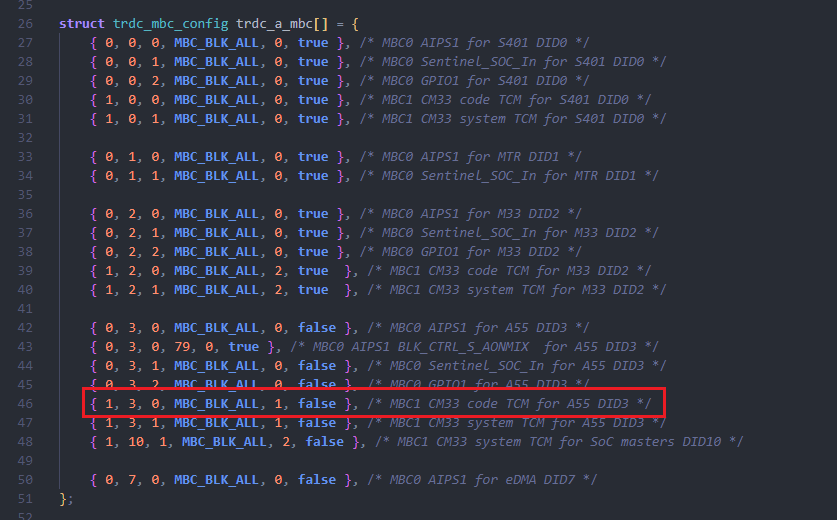 25
26 struct trdc_mbc_config trdc_a_mbc[] = {
27 { 0, 0, 0, MBC_BLK_ALL, 0, true }, /* MBC0 AIPS1 for S401 DID0 */
28 { 0, 0, 1, MBC_BLK_ALL, 0, true }, /* MBC0 Sentinel_SOC_In for S401 DID0 */
29 { 0, 0, 2, MBC_BLK_ALL, 0, true }, /* MBC0 GPIO1 for S401 DID0 */
30 { 1, 0, 0, MBC_BLK_ALL, 0, true }, /* MBC1 CM33 code TCM for S401 DID0 */
31 { 1, 0, 1, MBC_BLK_ALL, 0, true }, /* MBC1 CM33 system TCM for S401 DID0 */
32
33 { 0, 1, 0, MBC_BLK_ALL, 0, true }, /* MBC0 AIPS1 for MTR DID1 */
34 { 0, 1, 1, MBC_BLK_ALL, 0, true }, /* MBC0 Sentinel_SOC_In for MTR DID1 */
35
36 { 0, 2, 0, MBC_BLK_ALL, 0, true }, /* MBC0 AIPS1 for M33 DID2 */
37 { 0, 2, 1, MBC_BLK_ALL, 0, true }, /* MBC0 Sentinel_SOC_In for M33 DID2 */
38 { 0, 2, 2, MBC_BLK_ALL, 0, true }, /* MBC0 GPIO1 for M33 DID2 */
39 { 1, 2, 0, MBC_BLK_ALL, 2, true  }, /* MBC1 CM33 code TCM for M33 DID2 */
40 { 1, 2, 1, MBC_BLK_ALL, 2, true  }, /* MBC1 CM33 system TCM for M33 DID2 */
41
42 { 0, 3, 0, MBC_BLK_ALL, 0, false }, /* MBC0 AIPS1 for A55 DID3 */
43 { 0, 3, 0, 79, 0, true }, /* MBC0 AIPS1 BLK_CTRL_S_AONMIX  for A55 DID3 */
44 { 0, 3, 1, MBC_BLK_ALL, 0, false }, /* MBC0 Sentinel_SOC_In for A55 DID3 */
45 { 0, 3, 2, MBC_BLK_ALL, 0, false }, /* MBC0 GPIO1 for A55 DID3 */
46 { 1, 3, 0, MBC_BLK_ALL, 1, false }, /* MBC1 CM33 code TCM for A55 DID3 */
47 { 1, 3, 1, MBC_BLK_ALL, 1, false }, /* MBC1 CM33 system TCM for A55 DID3 */
48 { 1, 10, 1, MBC_BLK_ALL, 2, false }, /* MBC1 CM33 system TCM for SoC masters DID10 */
49
50 { 0, 7, 0, MBC_BLK_ALL, 0, false }, /* MBC0 AIPS1 for eDMA DID7 */
51 };
52